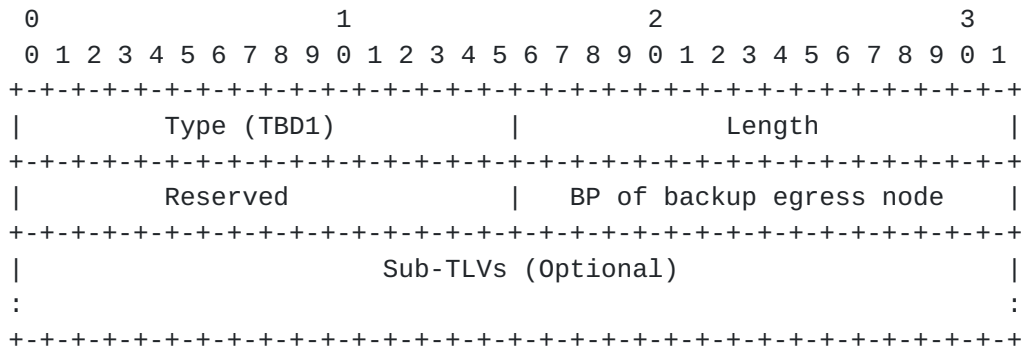 0                   1                   2                   3
 0 1 2 3 4 5 6 7 8 9 0 1 2 3 4 5 6 7 8 9 0 1 2 3 4 5 6 7 8 9 0 1
+-+-+-+-+-+-+-+-+-+-+-+-+-+-+-+-+-+-+-+-+-+-+-+-+-+-+-+-+-+-+-+-+
|         Type (TBD1)           |             Length            |
+-+-+-+-+-+-+-+-+-+-+-+-+-+-+-+-+-+-+-+-+-+-+-+-+-+-+-+-+-+-+-+-+
|         Reserved              |   BP of backup egress node    |
+-+-+-+-+-+-+-+-+-+-+-+-+-+-+-+-+-+-+-+-+-+-+-+-+-+-+-+-+-+-+-+-+
|                       Sub-TLVs (Optional)                     |
:                                                               :
+-+-+-+-+-+-+-+-+-+-+-+-+-+-+-+-+-+-+-+-+-+-+-+-+-+-+-+-+-+-+-+-+